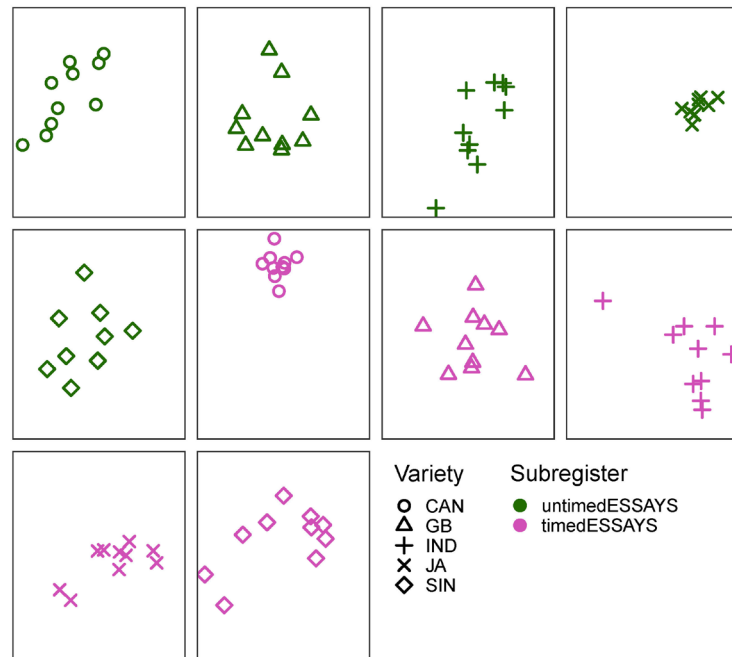 Variety
CAN
GB
IND
JA
SIN
Subregister
untimedESSAYS
timedESSAYS